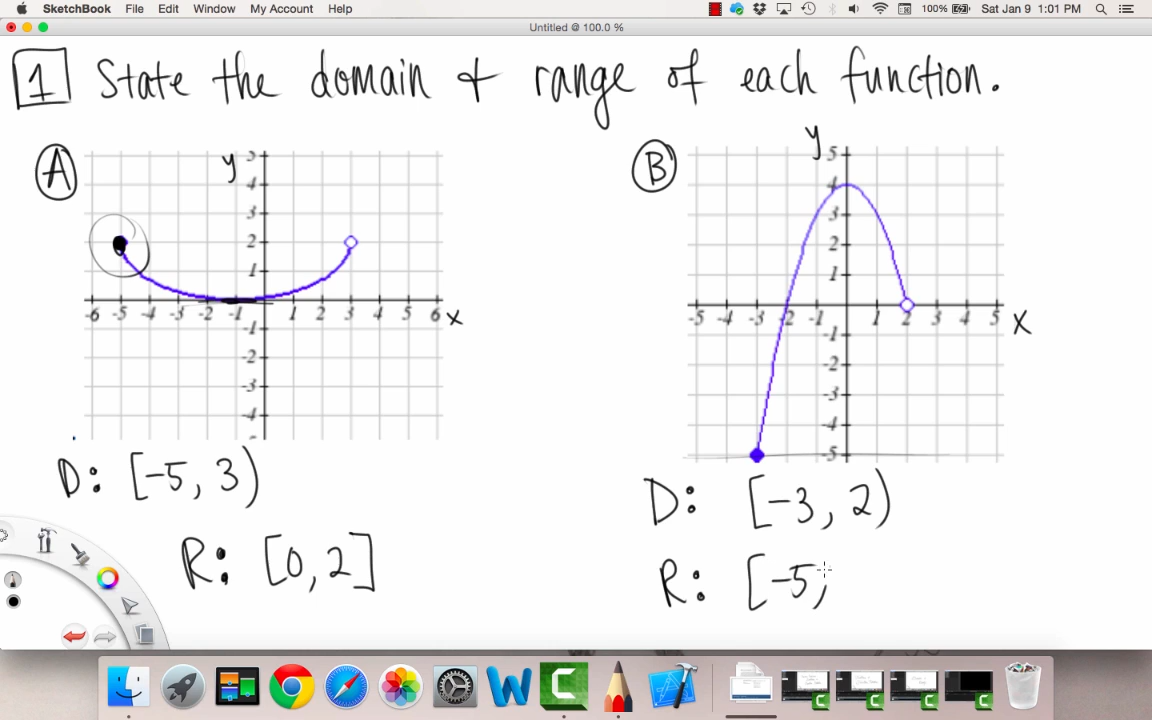 SketchBook File Edit Window My Account Help 100% Sat Jan 9 1:01 PM
Untitled @ 100.0 %
1 State the domain & range of each function.
A
y
5
4
3
2
1
-6 -5 -4 -3 -2 -1 1 2 3 4 5 6 x
-1
-2
-3
-4
D: [-5, 3)
R: [0, 2]
B
y
5
4
3
2
1
-5 -4 -3 -2 -1 1 2 3 4 5 x
-1
-2
-3
-4
-5
D: [-3, 2)
R: [-5,